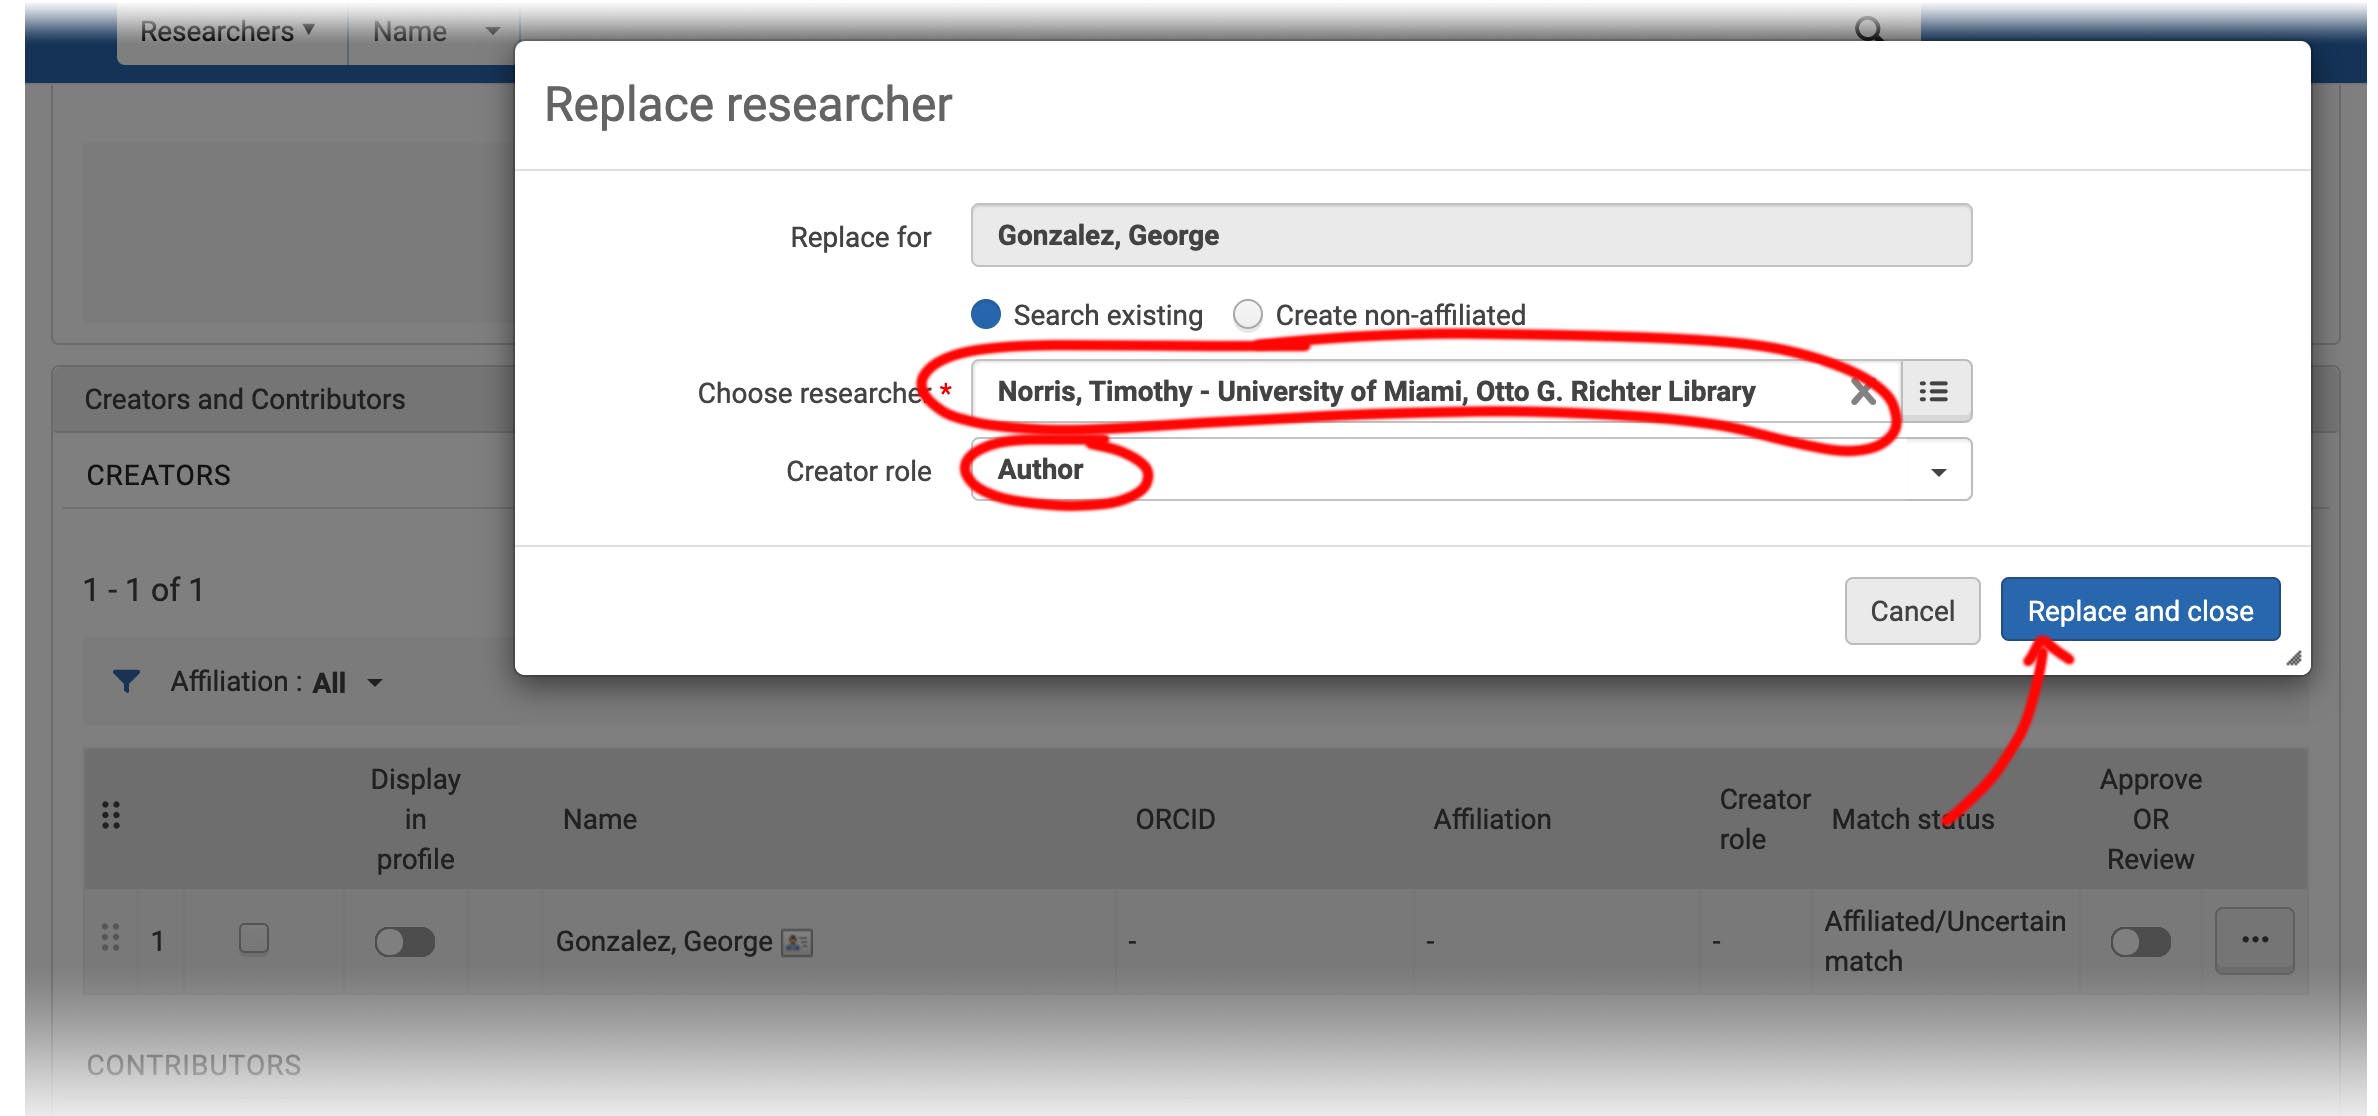 Researchers ▼ Name
Replace researcher
Replace for Gonzalez, George
Search existing Create non-affiliated
Choose researcher * Norris, Timothy - University of Miami, Otto G. Richter Library
Creator role Author
Cancel Replace and close
Creators and Contributors
CREATORS
1 - 1 of 1
Affiliation : All
Display in profile Name ORCID Affiliation Creator role Match status Approve OR Review
1 Gonzalez, George - - - Affiliated/Uncertain match ...
CONTRIBUTORS